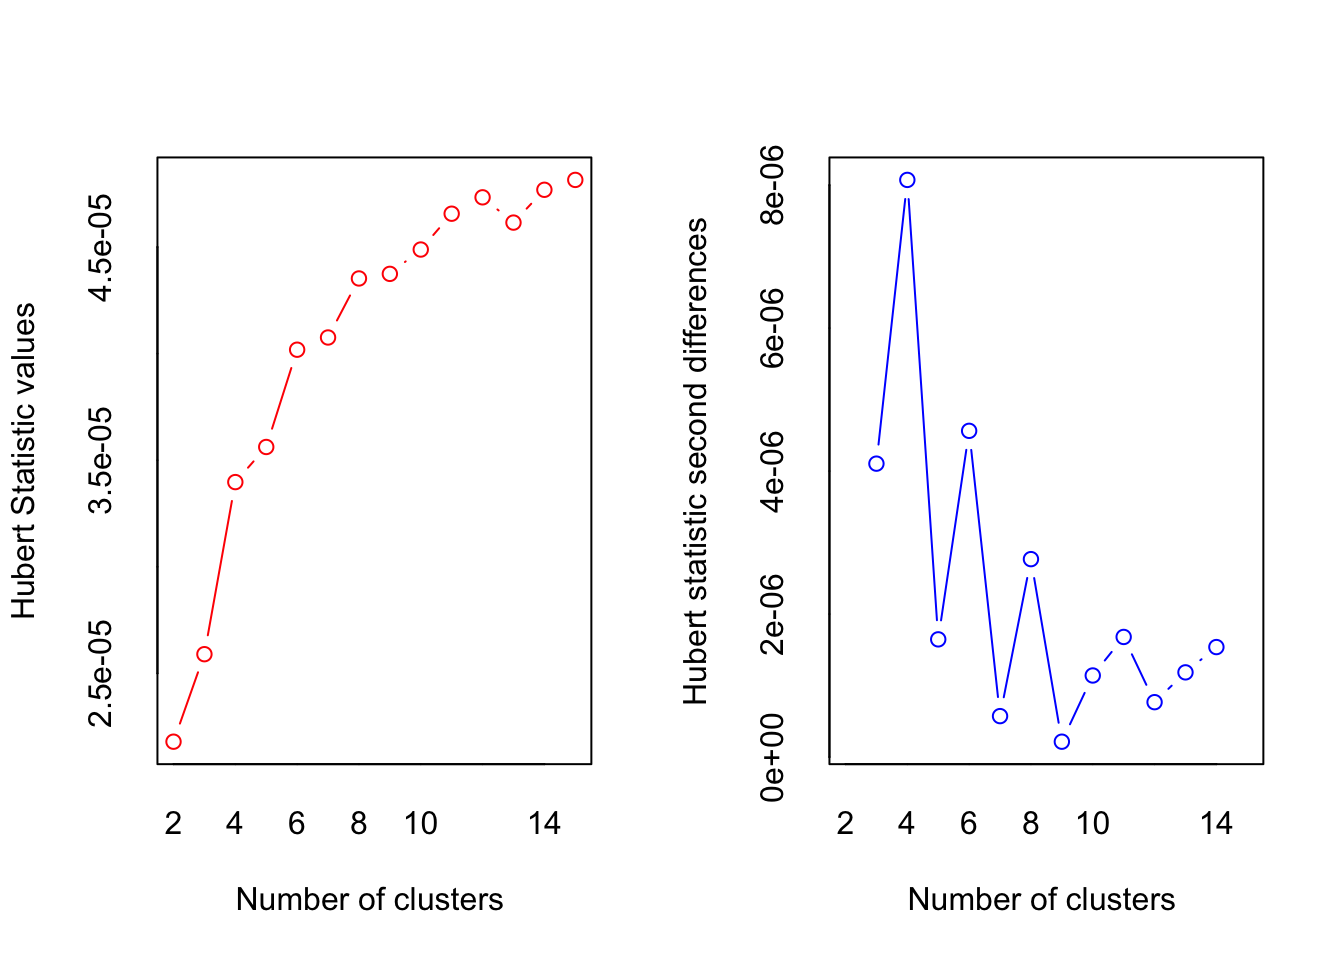 Hubert Statistic values
2.5e-05
3.5e-05
4.5e-05
2 4 6 8 10 14
Number of clusters
Hubert statistic second differences
0e+00
2e-06
4e-06
6e-06
8e-06
2 4 6 8 10 14
Number of clusters